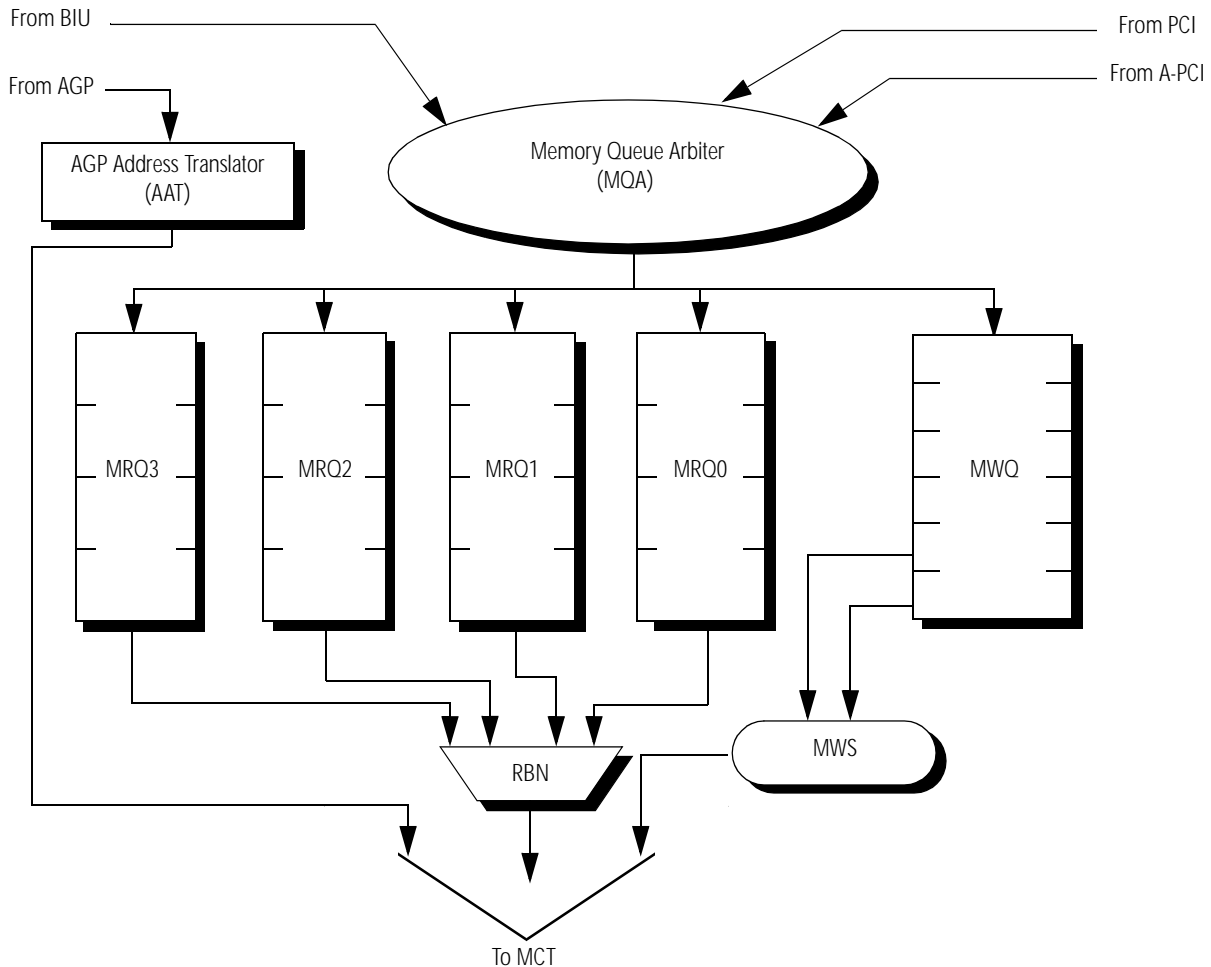 From BIU
From PCI
From AGP
From A-PCI
AGP Address Translator
(AAT)
Memory Queue Arbiter
(MQA)
MRQ3
MRQ2
MRQ1
MRQ0
MWQ
MWS
RBN
To MCT